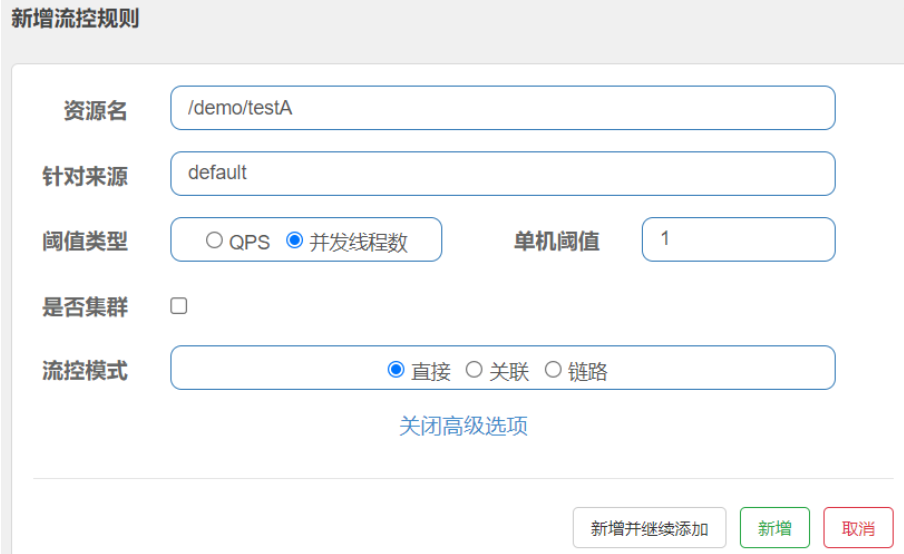 新增流控规则
资源名 /demo/testA
针对来源 default
阈值类型 QPS 并发线程数 单机阈值 1
是否集群
流控模式 直接 关联 链路
关闭高级选项
新增并继续添加 新增 取消